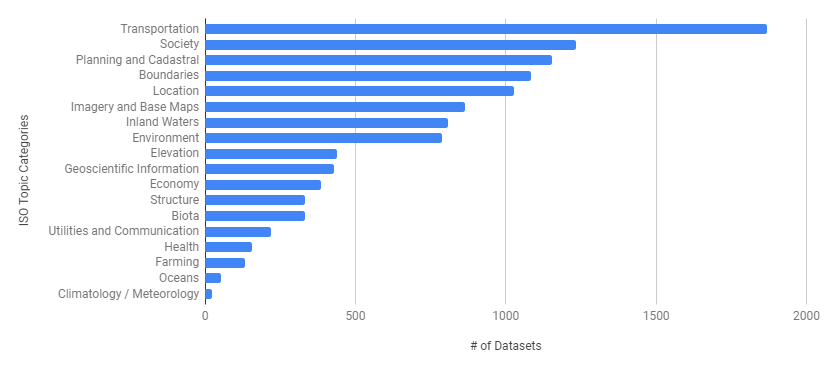 ISO Topic Categories
Transportation
Society
Planning and Cadastral
Boundaries
Location
Imagery and Base Maps
Inland Waters
Environment
Elevation
Geoscientific Information
Economy
Structure
Biota
Utilities and Communication
Health
Farming
Oceans
Climatology / Meteorology
0 500 1000 1500 2000
# of Datasets